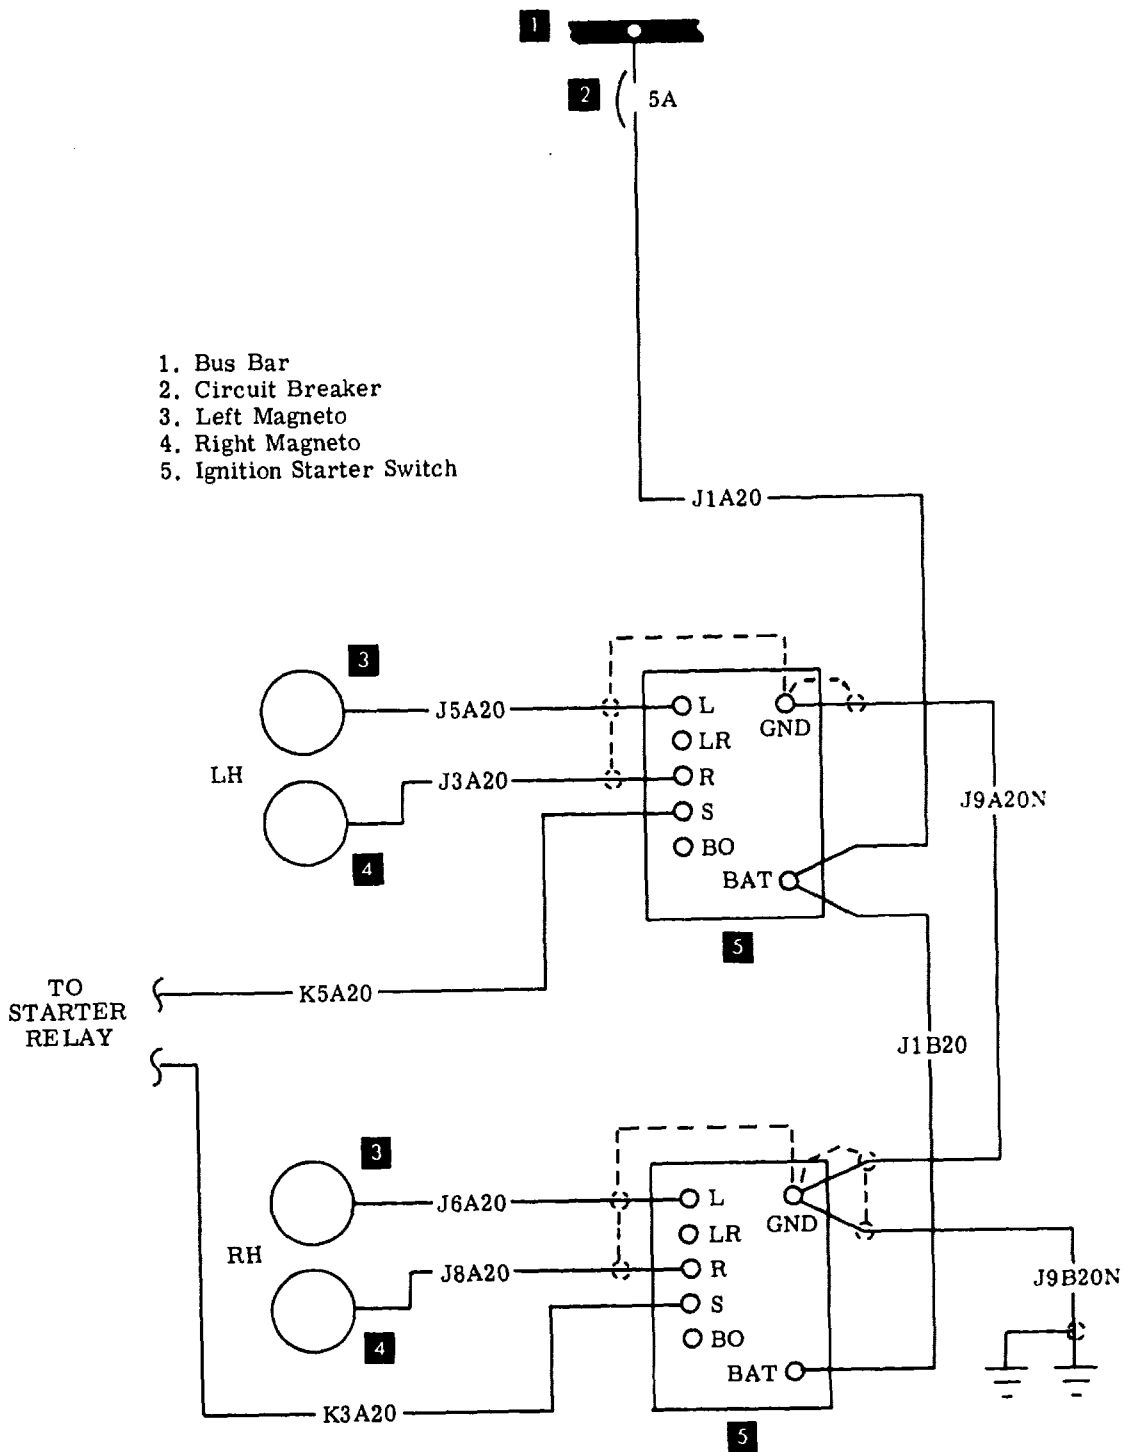 1
2
5A
1. Bus Bar
2. Circuit Breaker
3. Left Magneto
4. Right Magneto
5. Ignition Starter Switch
J1A20
3
J5A20
L
GND
LR
LH
J3A20
R
J9A20N
S
BO
4
BAT
5
TO
STARTER
RELAY
K5A20
J1B20
3
J6A20
L
GND
LR
RH
J8A20
R
J9B20N
S
BO
4
BAT
K3A20
5